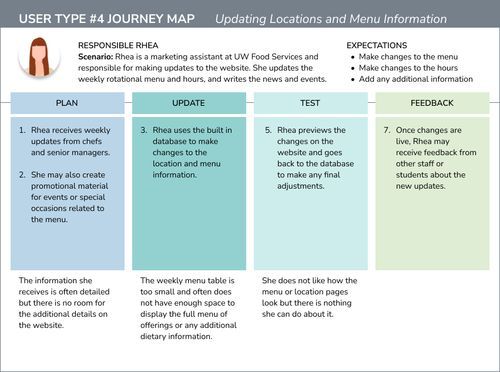 USER TYPE #4 JOURNEY MAP Updating Locations and Menu Information
RESPONSIBLE RHEA
Scenario: Rhea is a marketing assistant at UW Food Services and
responsible for making updates to the website. She updates the
weekly rotational menu and hours, and writes the news and events.
EXPECTATIONS
• Make changes to the menu
• Make changes to the hours
• Add any additional information
PLAN
UPDATE
TEST
FEEDBACK
1. Rhea receives weekly
updates from chefs
and senior managers.
2. She may also create
promotional material
for events or special
occasions related to
the menu.
3. Rhea uses the built in
database to make
changes to the
location and menu
information.
5. Rhea previews the
changes on the
website and goes
back to the database
to make any final
adjustments.
7. Once changes are
live, Rhea may
receive feedback from
other staff or
students about the
new updates.
The information she
receives is often detailed
but there is no room for
the additional details on
the website.
The weekly menu table is
too small and often does
not have enough space to
display the full menu of
offerings or any additional
dietary information.
She does not like how the
menu or location pages
look but there is nothing
she can do about it.